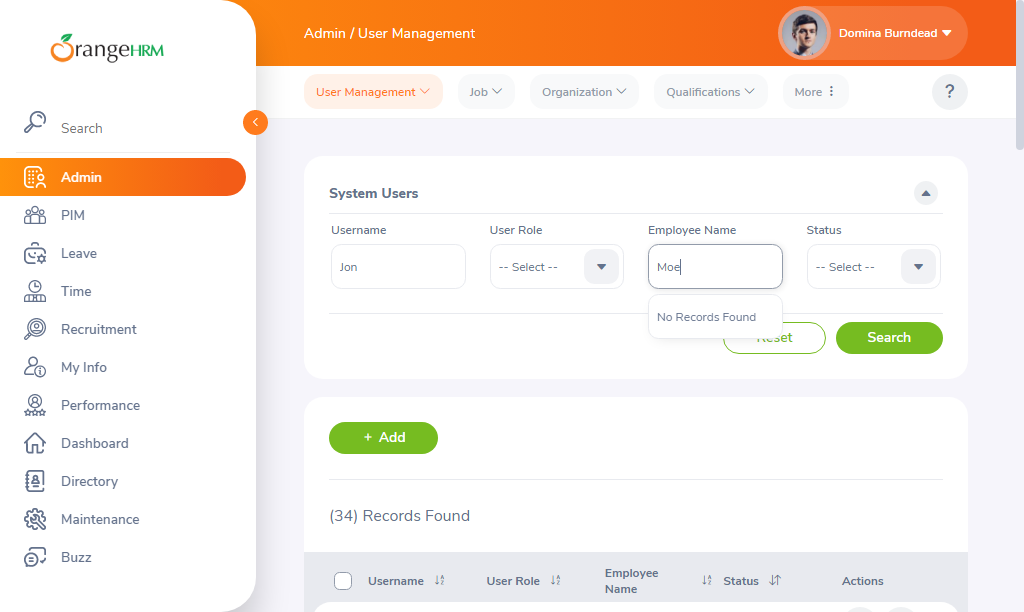 Admin / User Management
Domina Burndead
OrangeHRM
User Management
Job
Organization
Qualifications
More
?
Search
Admin
PIM
Leave
Time
Recruitment
My Info
Performance
Dashboard
Directory
Maintenance
Buzz
System Users
Username
User Role
Employee Name
Status
Jon
-- Select --
Moe
-- Select --
No Records Found
Reset
Search
+ Add
(34) Records Found
Username
User Role
Employee
Name
Status
Actions